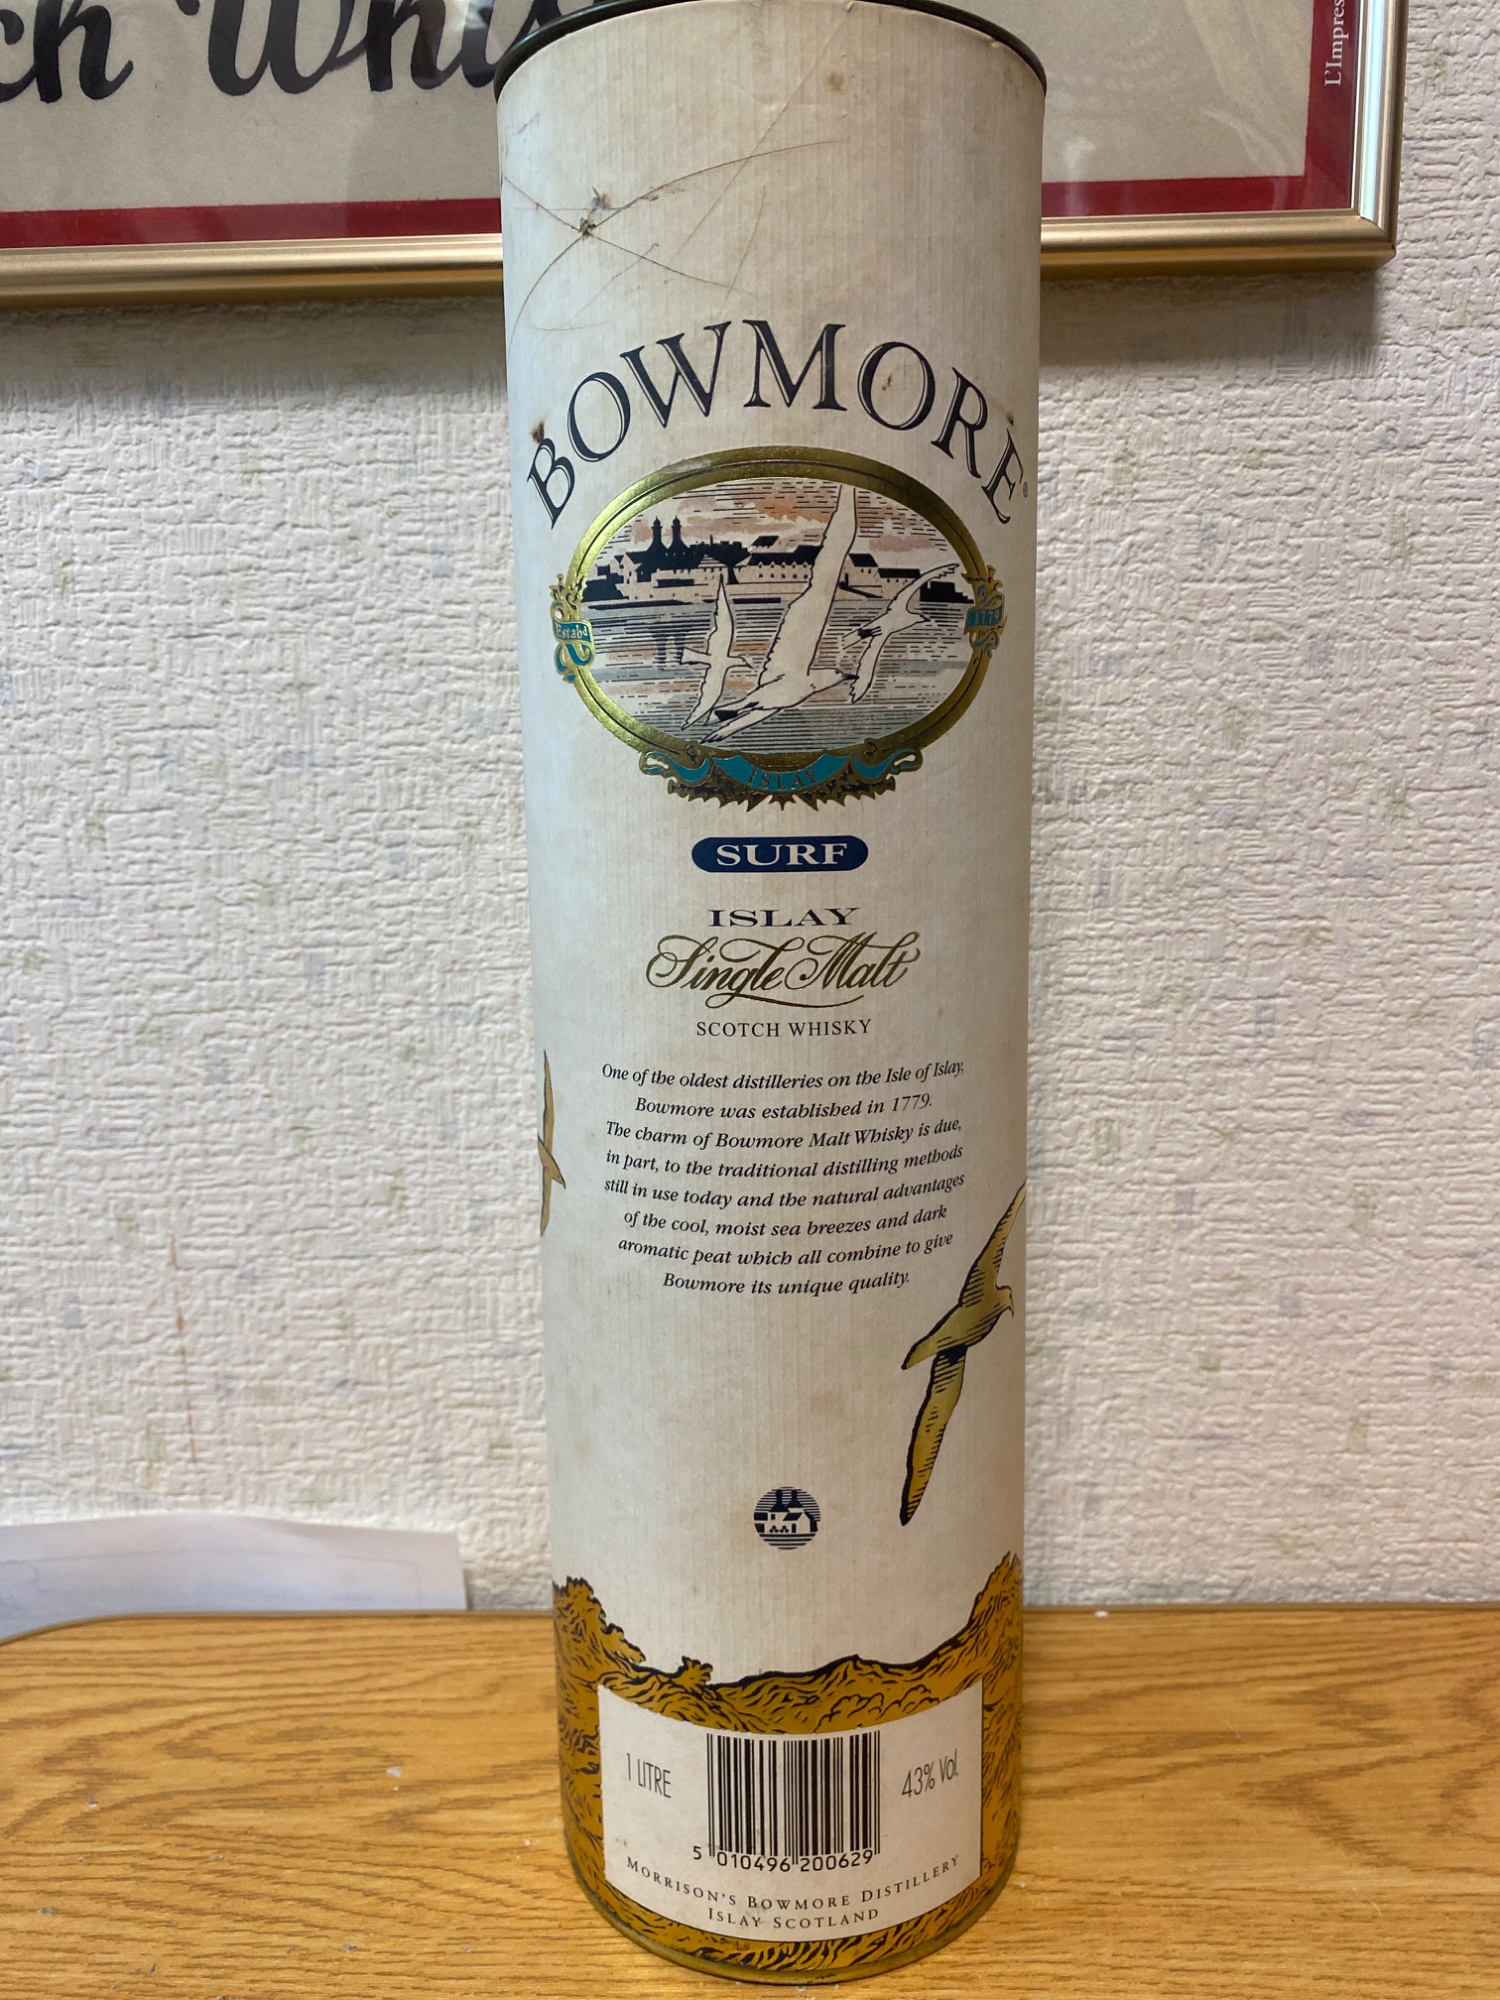 ch Whis
L'Impres
BOWMORE®
Estabd
1779
ISLAY
SURF
ISLAY
Single Malt
SCOTCH WHISKY
One of the oldest distilleries on the Isle of Islay,
Bowmore was established in 1779.
The charm of Bowmore Malt Whisky is due,
in part, to the traditional distilling methods
still in use today and the natural advantages
of the cool, moist sea breezes and dark
aromatic peat which all combine to give
Bowmore its unique quality.
1 LITRE
43% Vol.
5 010496 200629
MORRISON'S BOWMORE DISTILLERY
ISLAY SCOTLAND